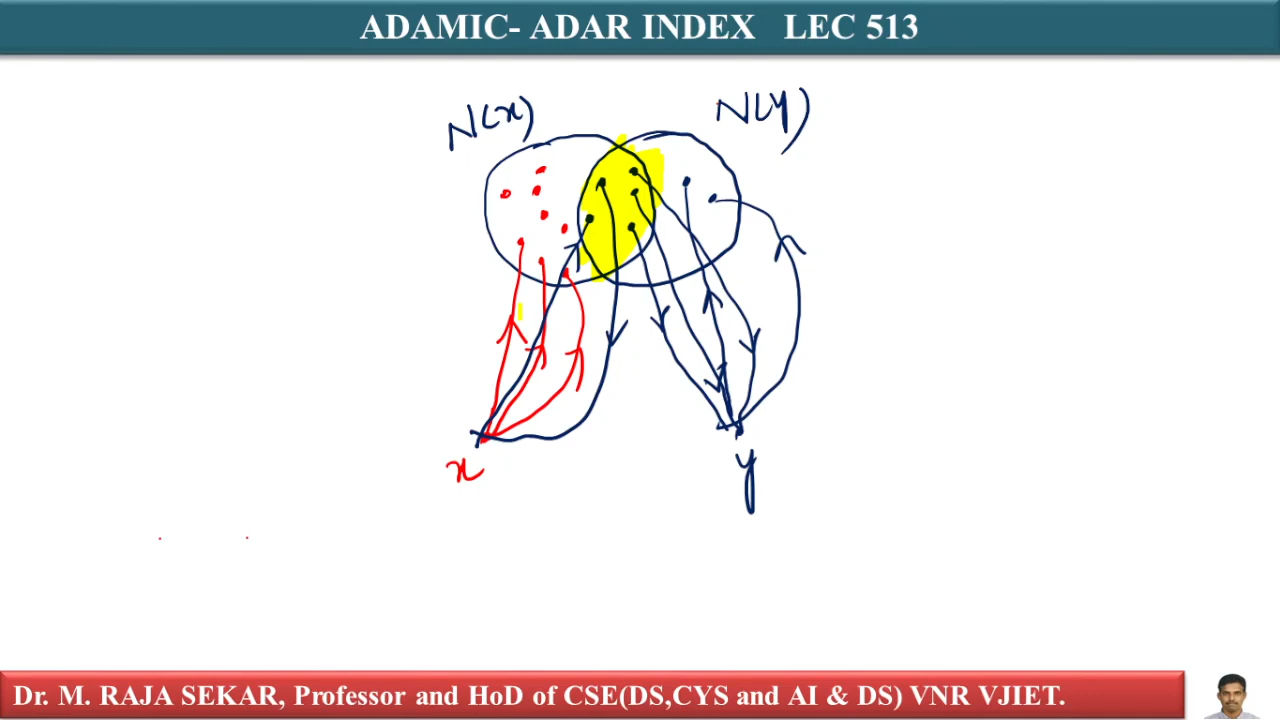 ADAMIC- ADAR INDEX LEC 513
N(x) N(y)
x y
Dr. M. RAJA SEKAR, Professor and HoD of CSE(DS,CYS and AI & DS) VNR VJIET.